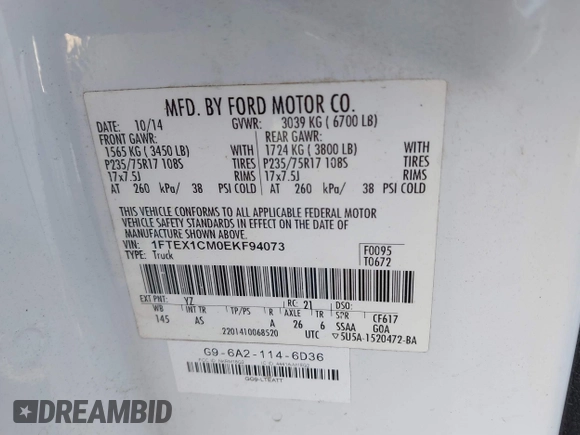 MFD. BY FORD MOTOR CO.
DATE: 10/14 GVWR: 3039 KG ( 6700 LB)
FRONT GAWR: REAR GAWR:
1565 KG ( 3450 LB) WITH 1724 KG ( 3800 LB) WITH
P235/75R17 108S TIRES P235/75R17 108S TIRES
17x7.5J RIMS 17x7.5J RIMS
AT 260 kPa/ 38 PSI COLD AT 260 kPa/ 38 PSI COLD
THIS VEHICLE CONFORMS TO ALL APPLICABLE FEDERAL MOTOR
VEHICLE SAFETY STANDARDS IN EFFECT ON THE DATE OF
MANUFACTURE SHOWN ABOVE.
VIN: 1FTEX1CM0EKF94073 F0095
TYPE: Truck T0672
EXT PNT: YZ RC: 21 DSO:
WB INT TR TP/PS R AXLE TR SPR CF617
145 AS A 26 6 SSAA GOA
2201410068520 UTC 5U5A-1520472-BA
G9-6A2-114-6D36
GG9-LTEATT
DREAMBID